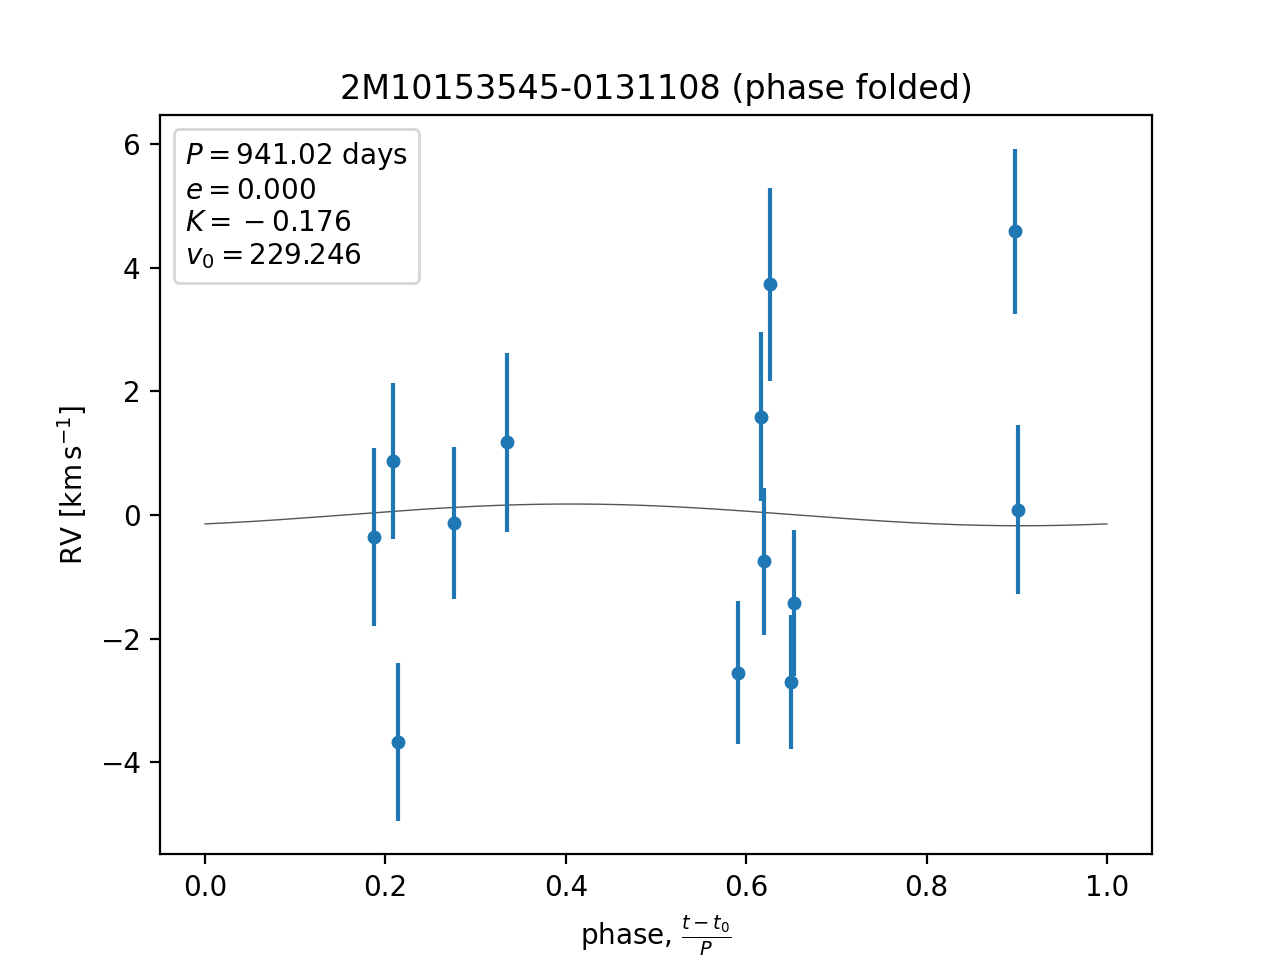 2M10153545-0131108 (phase folded)
P = 941.02 days
e = 0.000
K = −0.176
v₀ = 229.246
6
4
2
0
−2
−4
RV [km s⁻¹]
0.0 0.2 0.4 0.6 0.8 1.0
phase, (t − t₀)/P